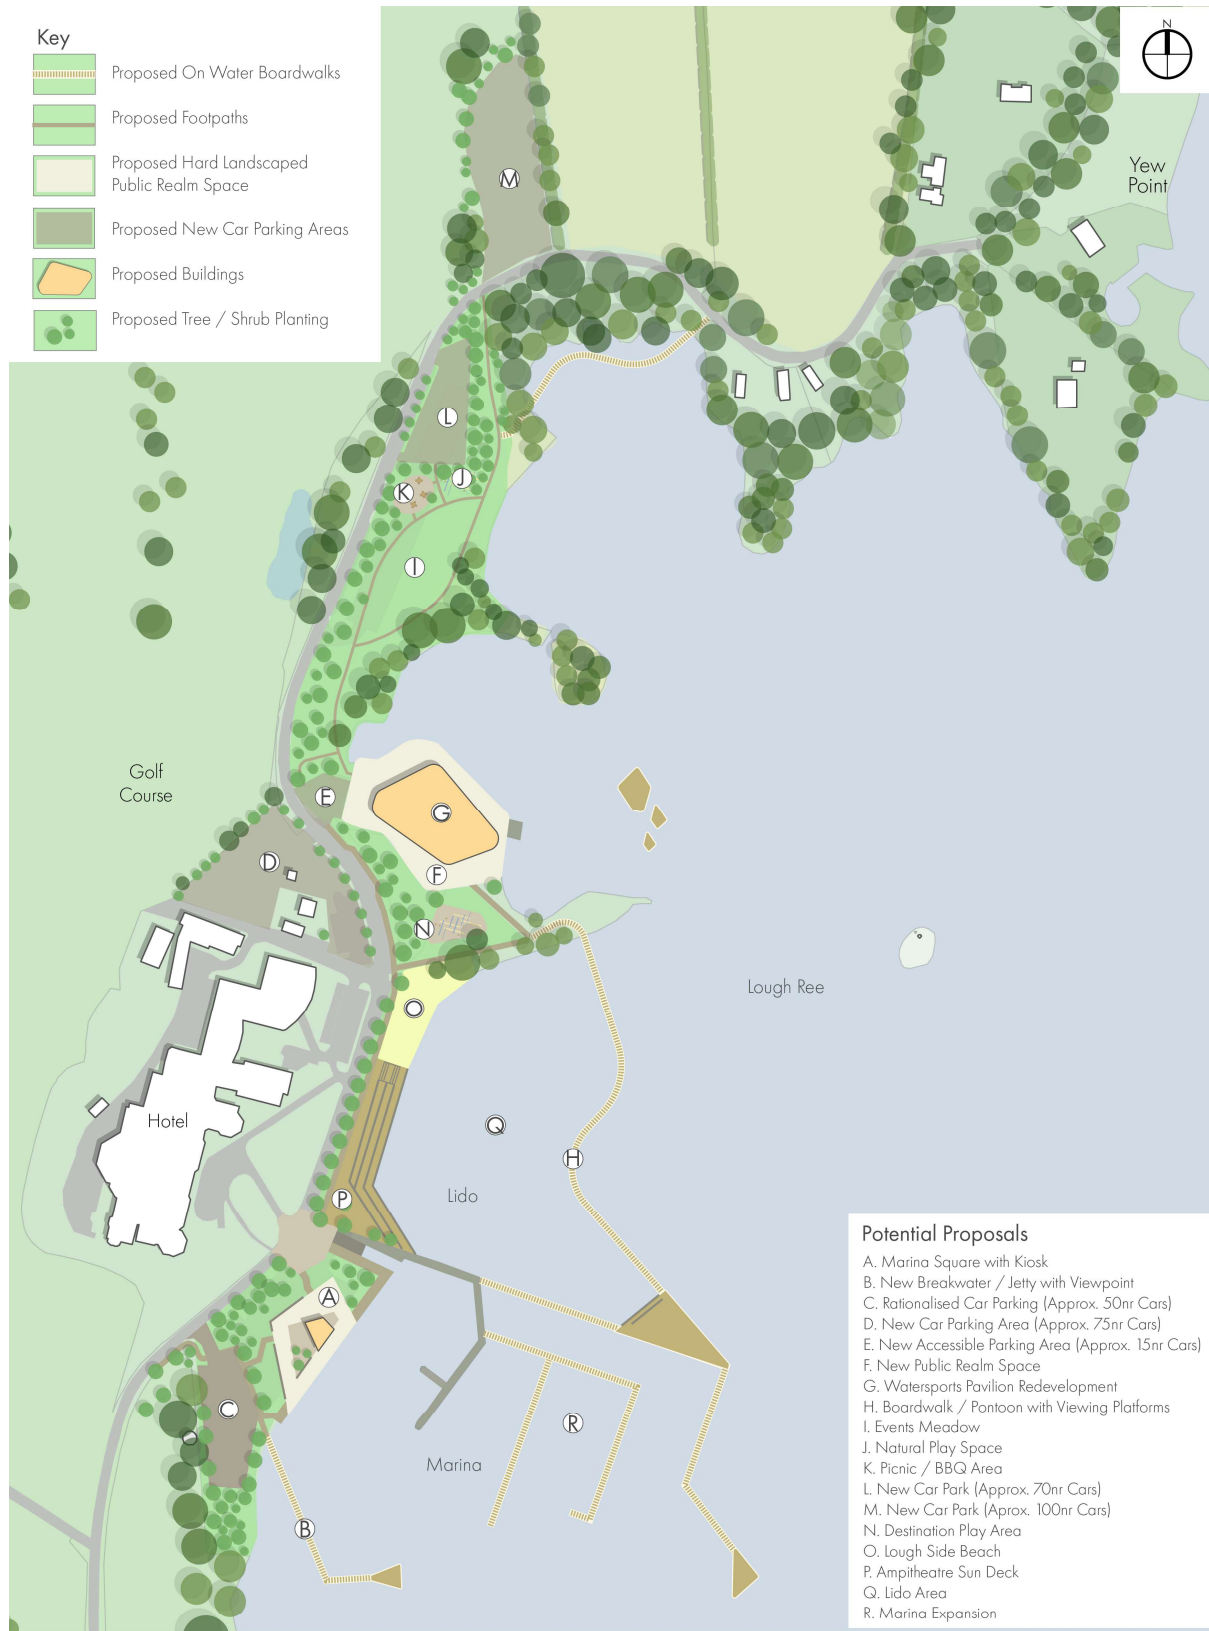 Key
Proposed On Water Boardwalks
Proposed Footpaths
Proposed Hard Landscaped
Public Realm Space
Proposed New Car Parking Areas
Proposed Buildings
Proposed Tree / Shrub Planting
N
Yew
Point
M
L
J
K
I
Golf
Course
E
G
D
F
N
O
Lough Ree
Hotel
Q
H
P
Lido
A
C
R
Marina
B
Potential Proposals
A. Marina Square with Kiosk
B. New Breakwater / Jetty with Viewpoint
C. Rationalised Car Parking (Approx. 50nr Cars)
D. New Car Parking Area (Approx. 75nr Cars)
E. New Accessible Parking Area (Approx. 15nr Cars)
F. New Public Realm Space
G. Watersports Pavilion Redevelopment
H. Boardwalk / Pontoon with Viewing Platforms
I. Events Meadow
J. Natural Play Space
K. Picnic / BBQ Area
L. New Car Park (Approx. 70nr Cars)
M. New Car Park (Aprox. 100nr Cars)
N. Destination Play Area
O. Lough Side Beach
P. Ampitheatre Sun Deck
Q. Lido Area
R. Marina Expansion